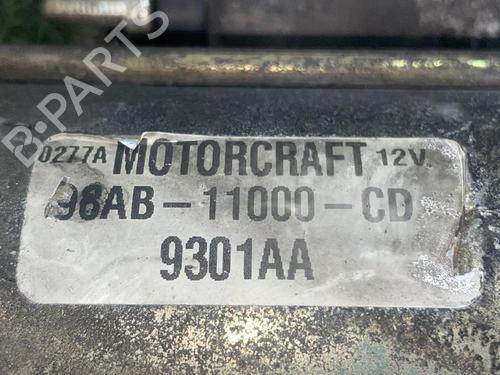 B-PARTS
0277A MOTORCRAFT 12V.
98AB-11000-CD
9301AA